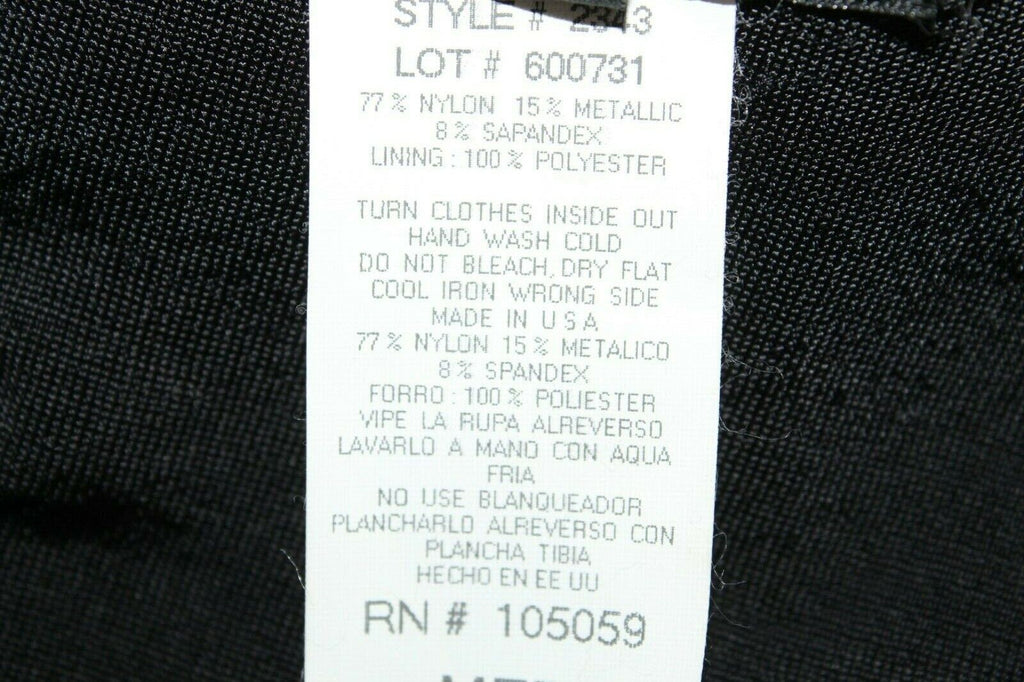 STYLE # 2343
LOT # 600731
77% NYLON 15% METALLIC
8% SAPANDEX
LINING : 100% POLYESTER
TURN CLOTHES INSIDE OUT
HAND WASH COLD
DO NOT BLEACH, DRY FLAT
COOL IRON WRONG SIDE
MADE IN U S A
77% NYLON 15% METALICO
8% SPANDEX
FORRO : 100% POLIESTER
VIPE LA RUPA ALREVERSO
LAVARLO A MANO CON AQUA
FRIA
NO USE BLANQUEADOR
PLANCHARLO ALREVERSO CON
PLANCHA TIBIA
HECHO EN EE UU
RN # 105059